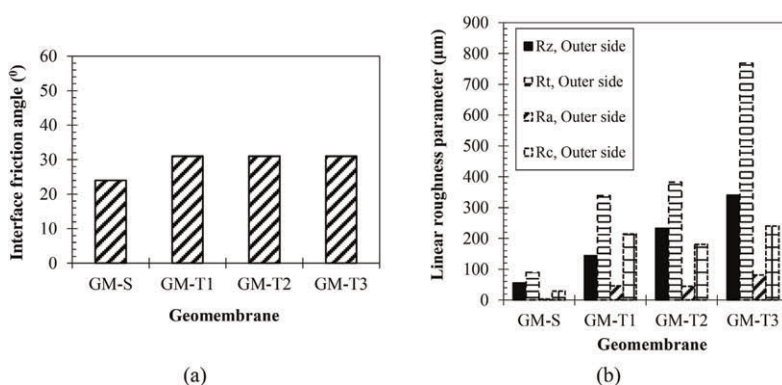 Interface friction angle (⁰)
60
50
40
30
20
10
0
GM-S GM-T1 GM-T2 GM-T3
Geomembrane
(a)
Linear roughness parameter (µm)
900
800
700
600
500
400
300
200
100
0
Rz, Outer side
Rt, Outer side
Ra, Outer side
Rc, Outer side
GM-S GM-T1 GM-T2 GM-T3
Geomembrane
(b)